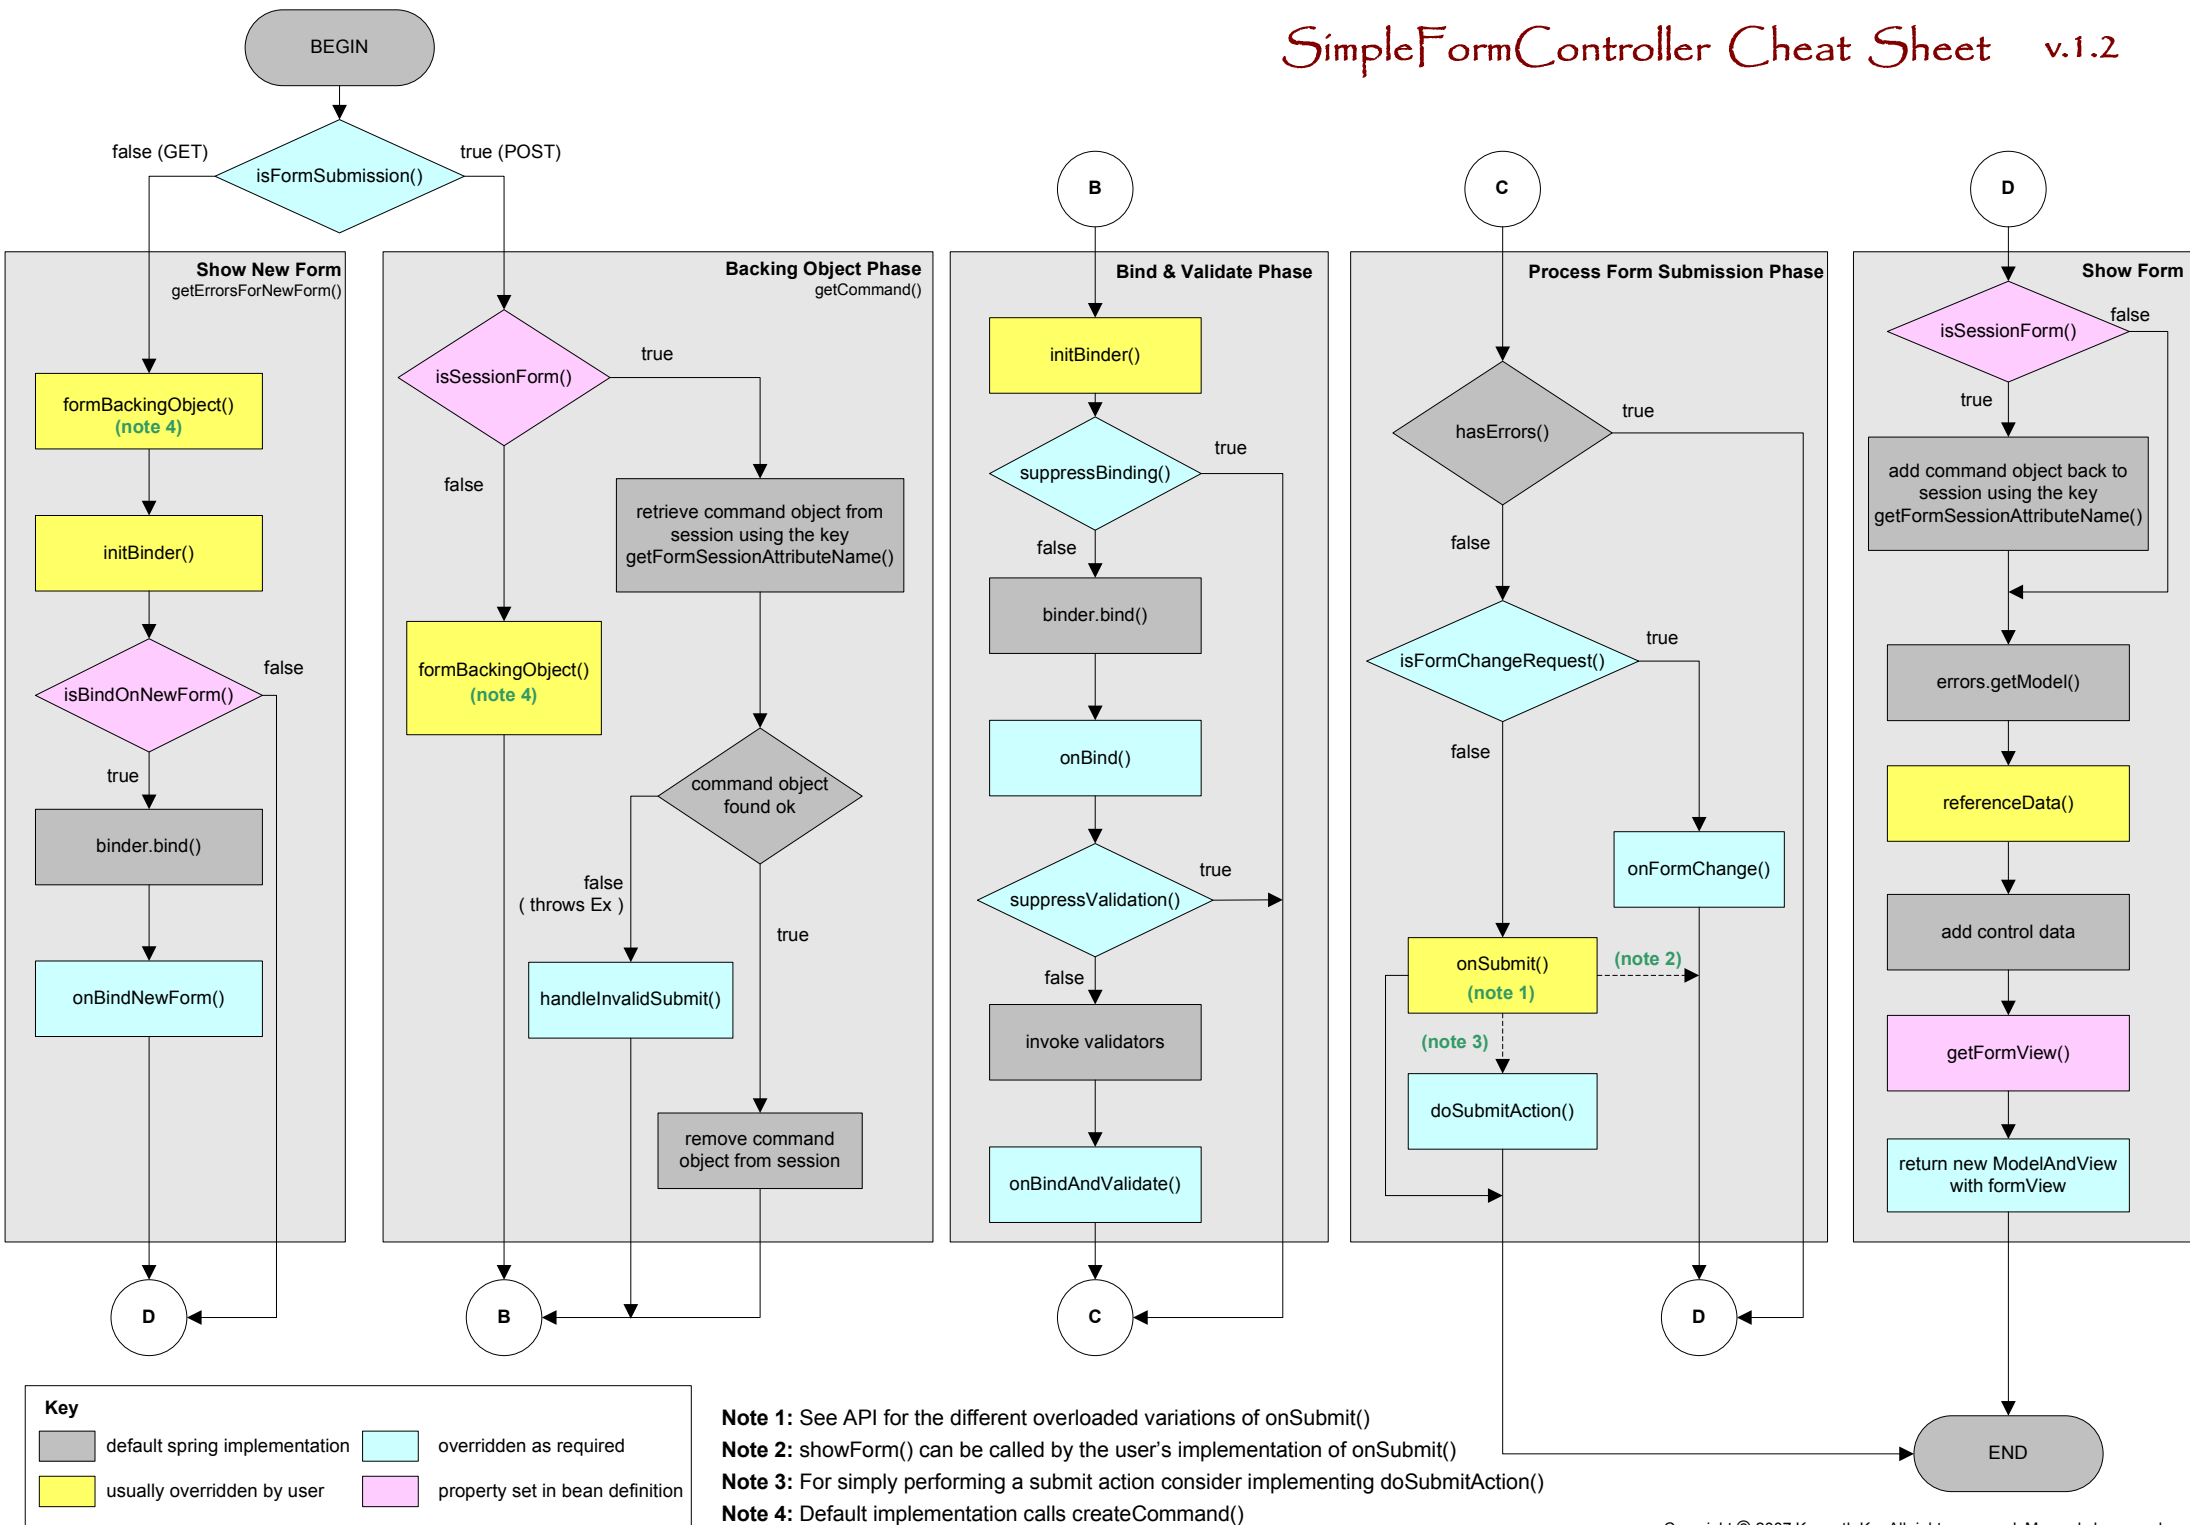 SimpleFormController Cheat Sheet v.1.2
BEGIN
false (GET)
true (POST)
isFormSubmission()
Show New Form
getErrorsForNewForm()
formBackingObject()
(note 4)
initBinder()
isBindOnNewForm()
false
true
binder.bind()
onBindNewForm()
D
Backing Object Phase
getCommand()
isSessionForm()
true
false
retrieve command object from
session using the key
getFormSessionAttributeName()
formBackingObject()
(note 4)
command object
found ok
false
( throws Ex )
true
handleInvalidSubmit()
remove command
object from session
B
B
Bind & Validate Phase
initBinder()
suppressBinding()
true
false
binder.bind()
onBind()
suppressValidation()
true
false
invoke validators
onBindAndValidate()
C
C
Process Form Submission Phase
hasErrors()
true
false
isFormChangeRequest()
true
false
onFormChange()
onSubmit()
(note 1)
(note 2)
(note 3)
doSubmitAction()
D
D
Show Form
isSessionForm()
false
true
add command object back to
session using the key
getFormSessionAttributeName()
errors.getModel()
referenceData()
add control data
getFormView()
return new ModelAndView
with formView
END
Key
default spring implementation
overridden as required
usually overridden by user
property set in bean definition
Note 1: See API for the different overloaded variations of onSubmit()
Note 2: showForm() can be called by the user's implementation of onSubmit()
Note 3: For simply performing a submit action consider implementing doSubmitAction()
Note 4: Default implementation calls createCommand()